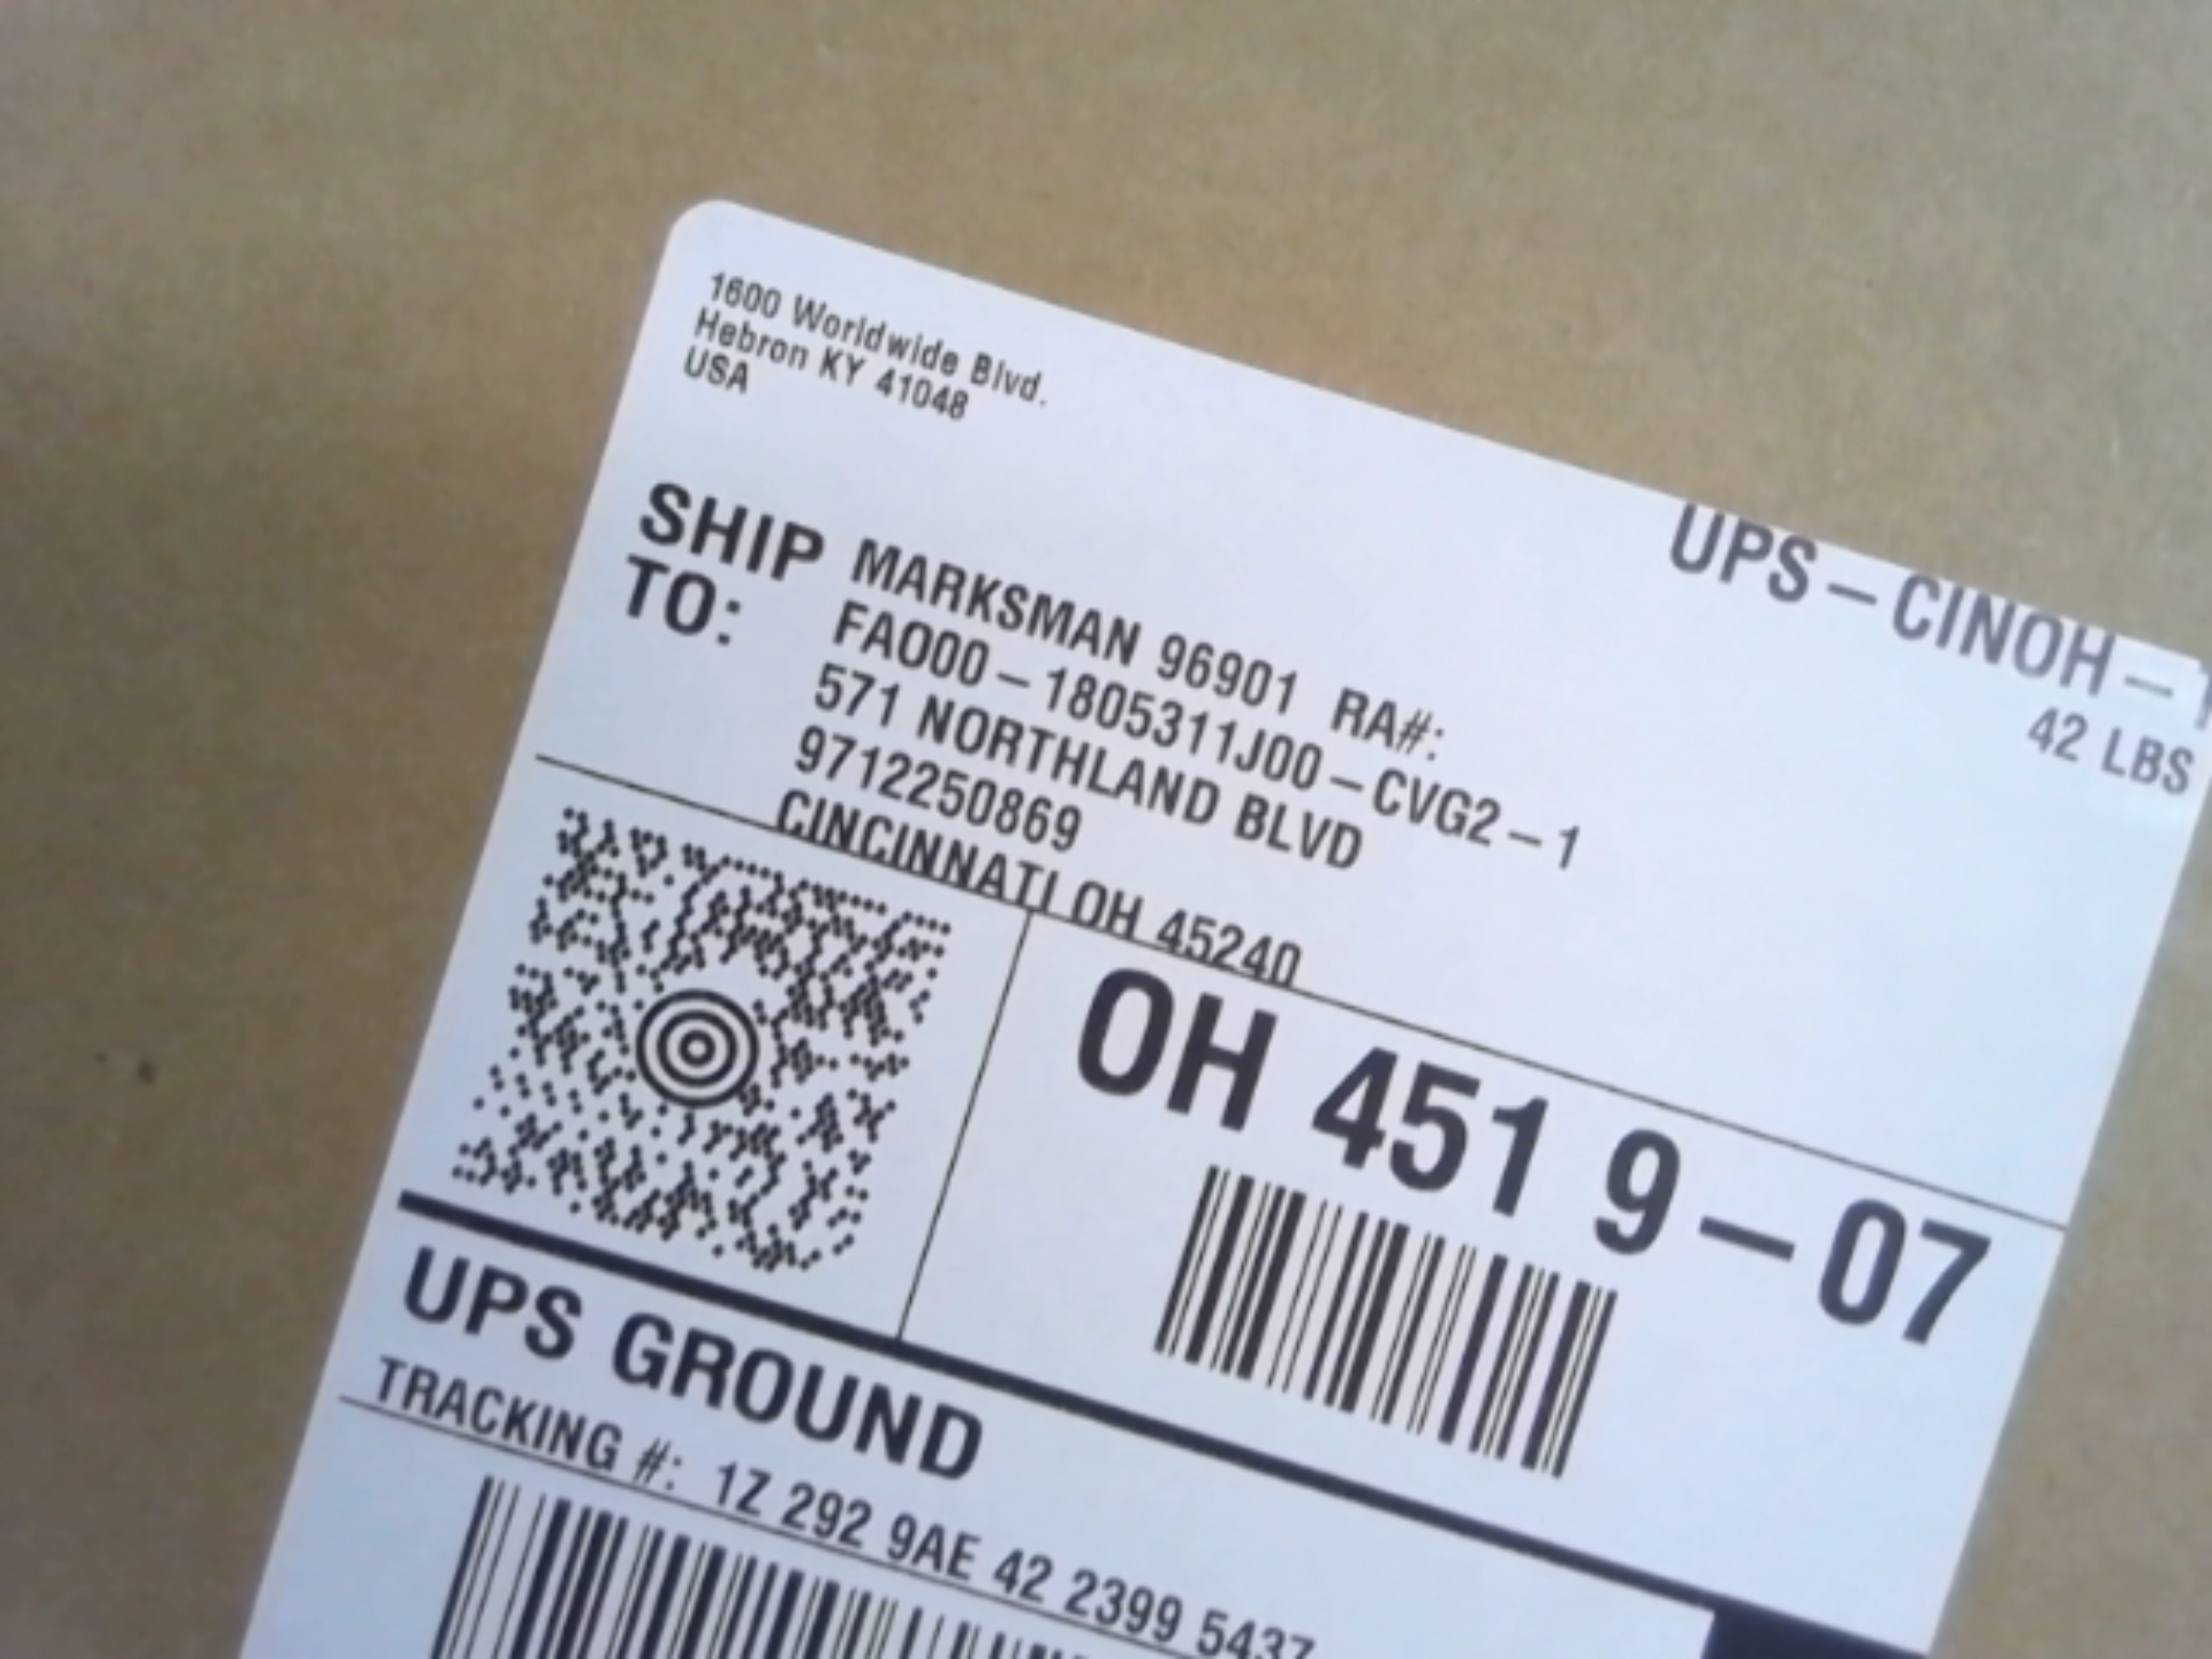 1600 Worldwide Blvd.
Hebron KY 41048
USA
UPS – CINOH –
42 LBS
SHIP TO:
MARKSMAN 96901 RA#:
FAO00 – 1805311J00 – CVG2 – 1
571 NORTHLAND BLVD
9712250869
CINCINNATI OH 45240
OH 451 9 – 07
UPS GROUND
TRACKING #: 1Z 292 9AE 42 2399 5437